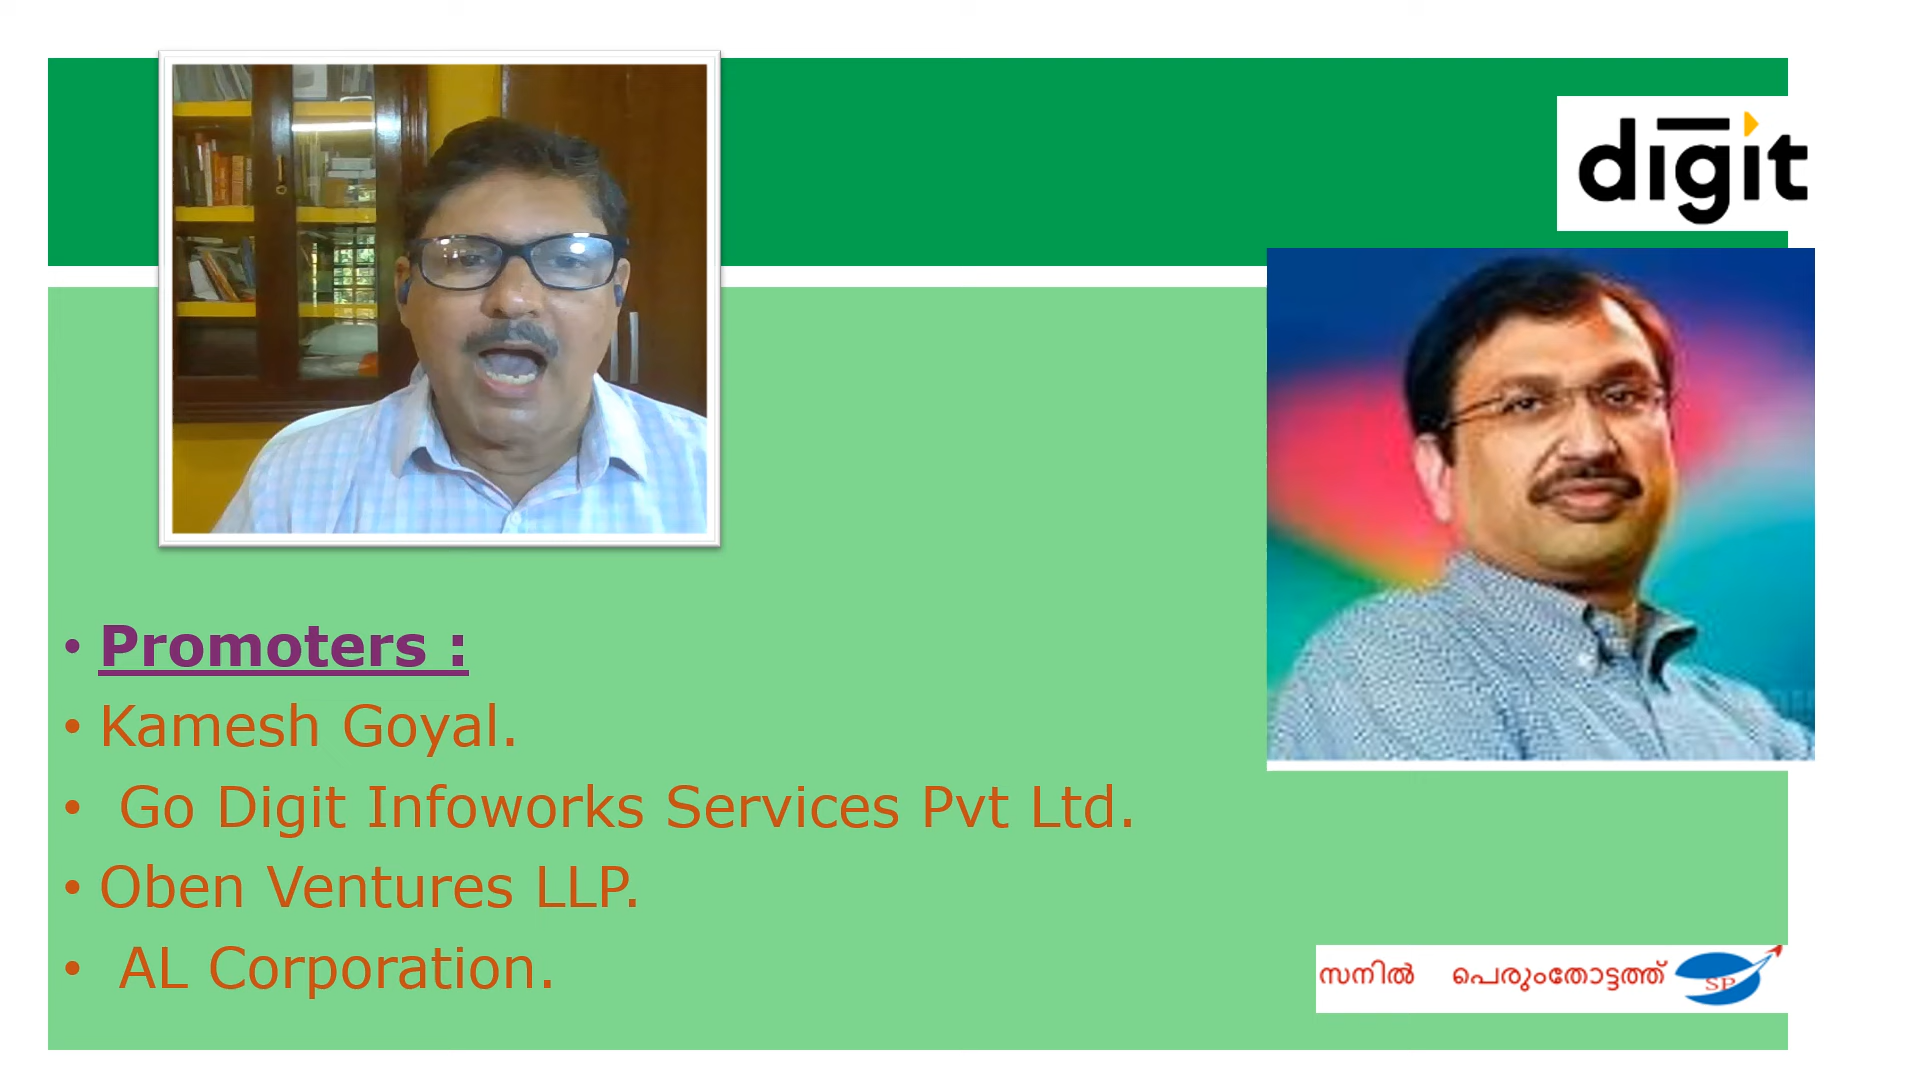 digit
• Promoters :
• Kamesh Goyal.
• Go Digit Infoworks Services Pvt Ltd.
• Oben Ventures LLP.
• AL Corporation.
സനിൽ പെരുംതോട്ടത്ത് SP